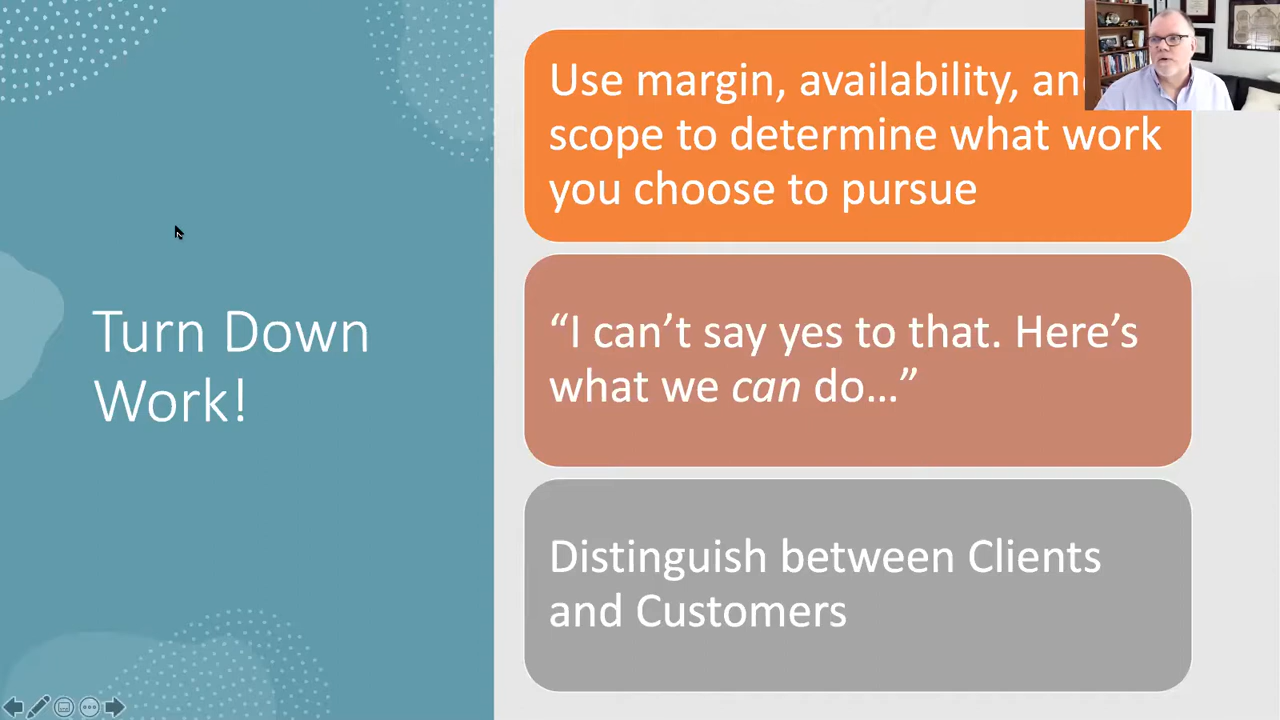 Turn Down
Work!
Use margin, availability,
scope to determine what work
you choose to pursue
“I can’t say yes to that. Here’s
what we can do…”
Distinguish between Clients
and Customers